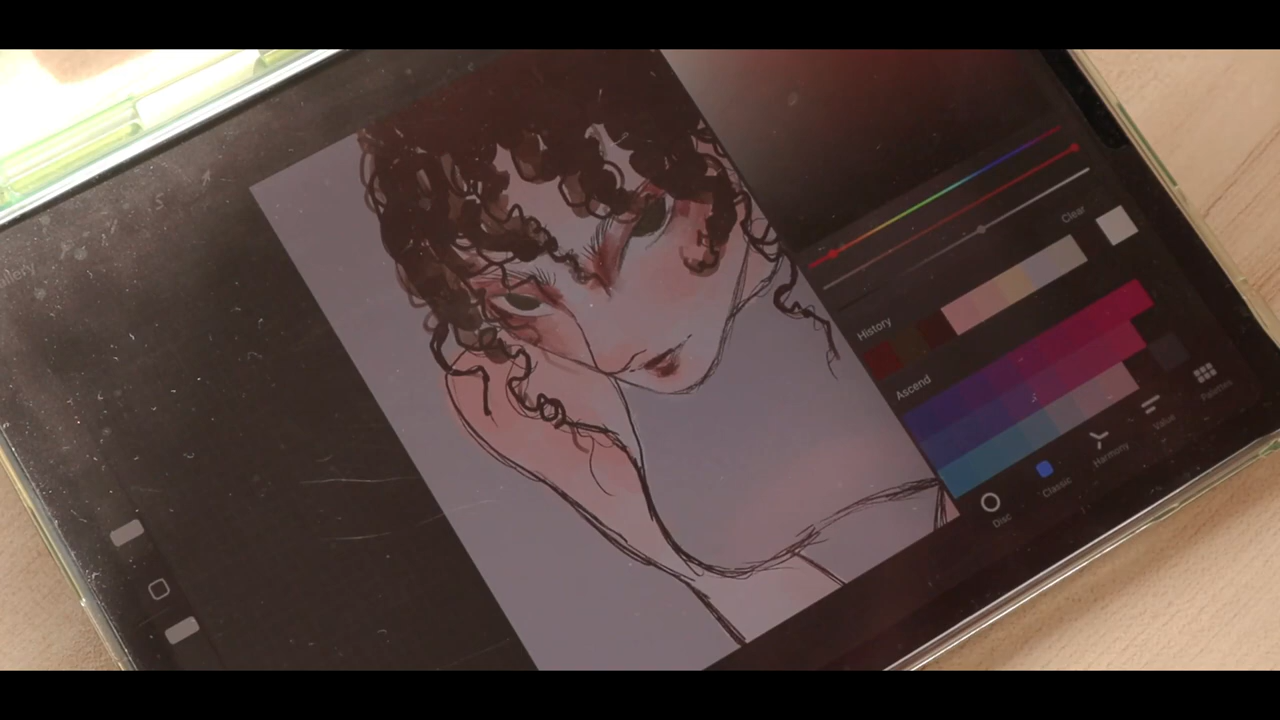 Clear
History
Ascend
Disc
Classic
Harmony
Value
Palettes